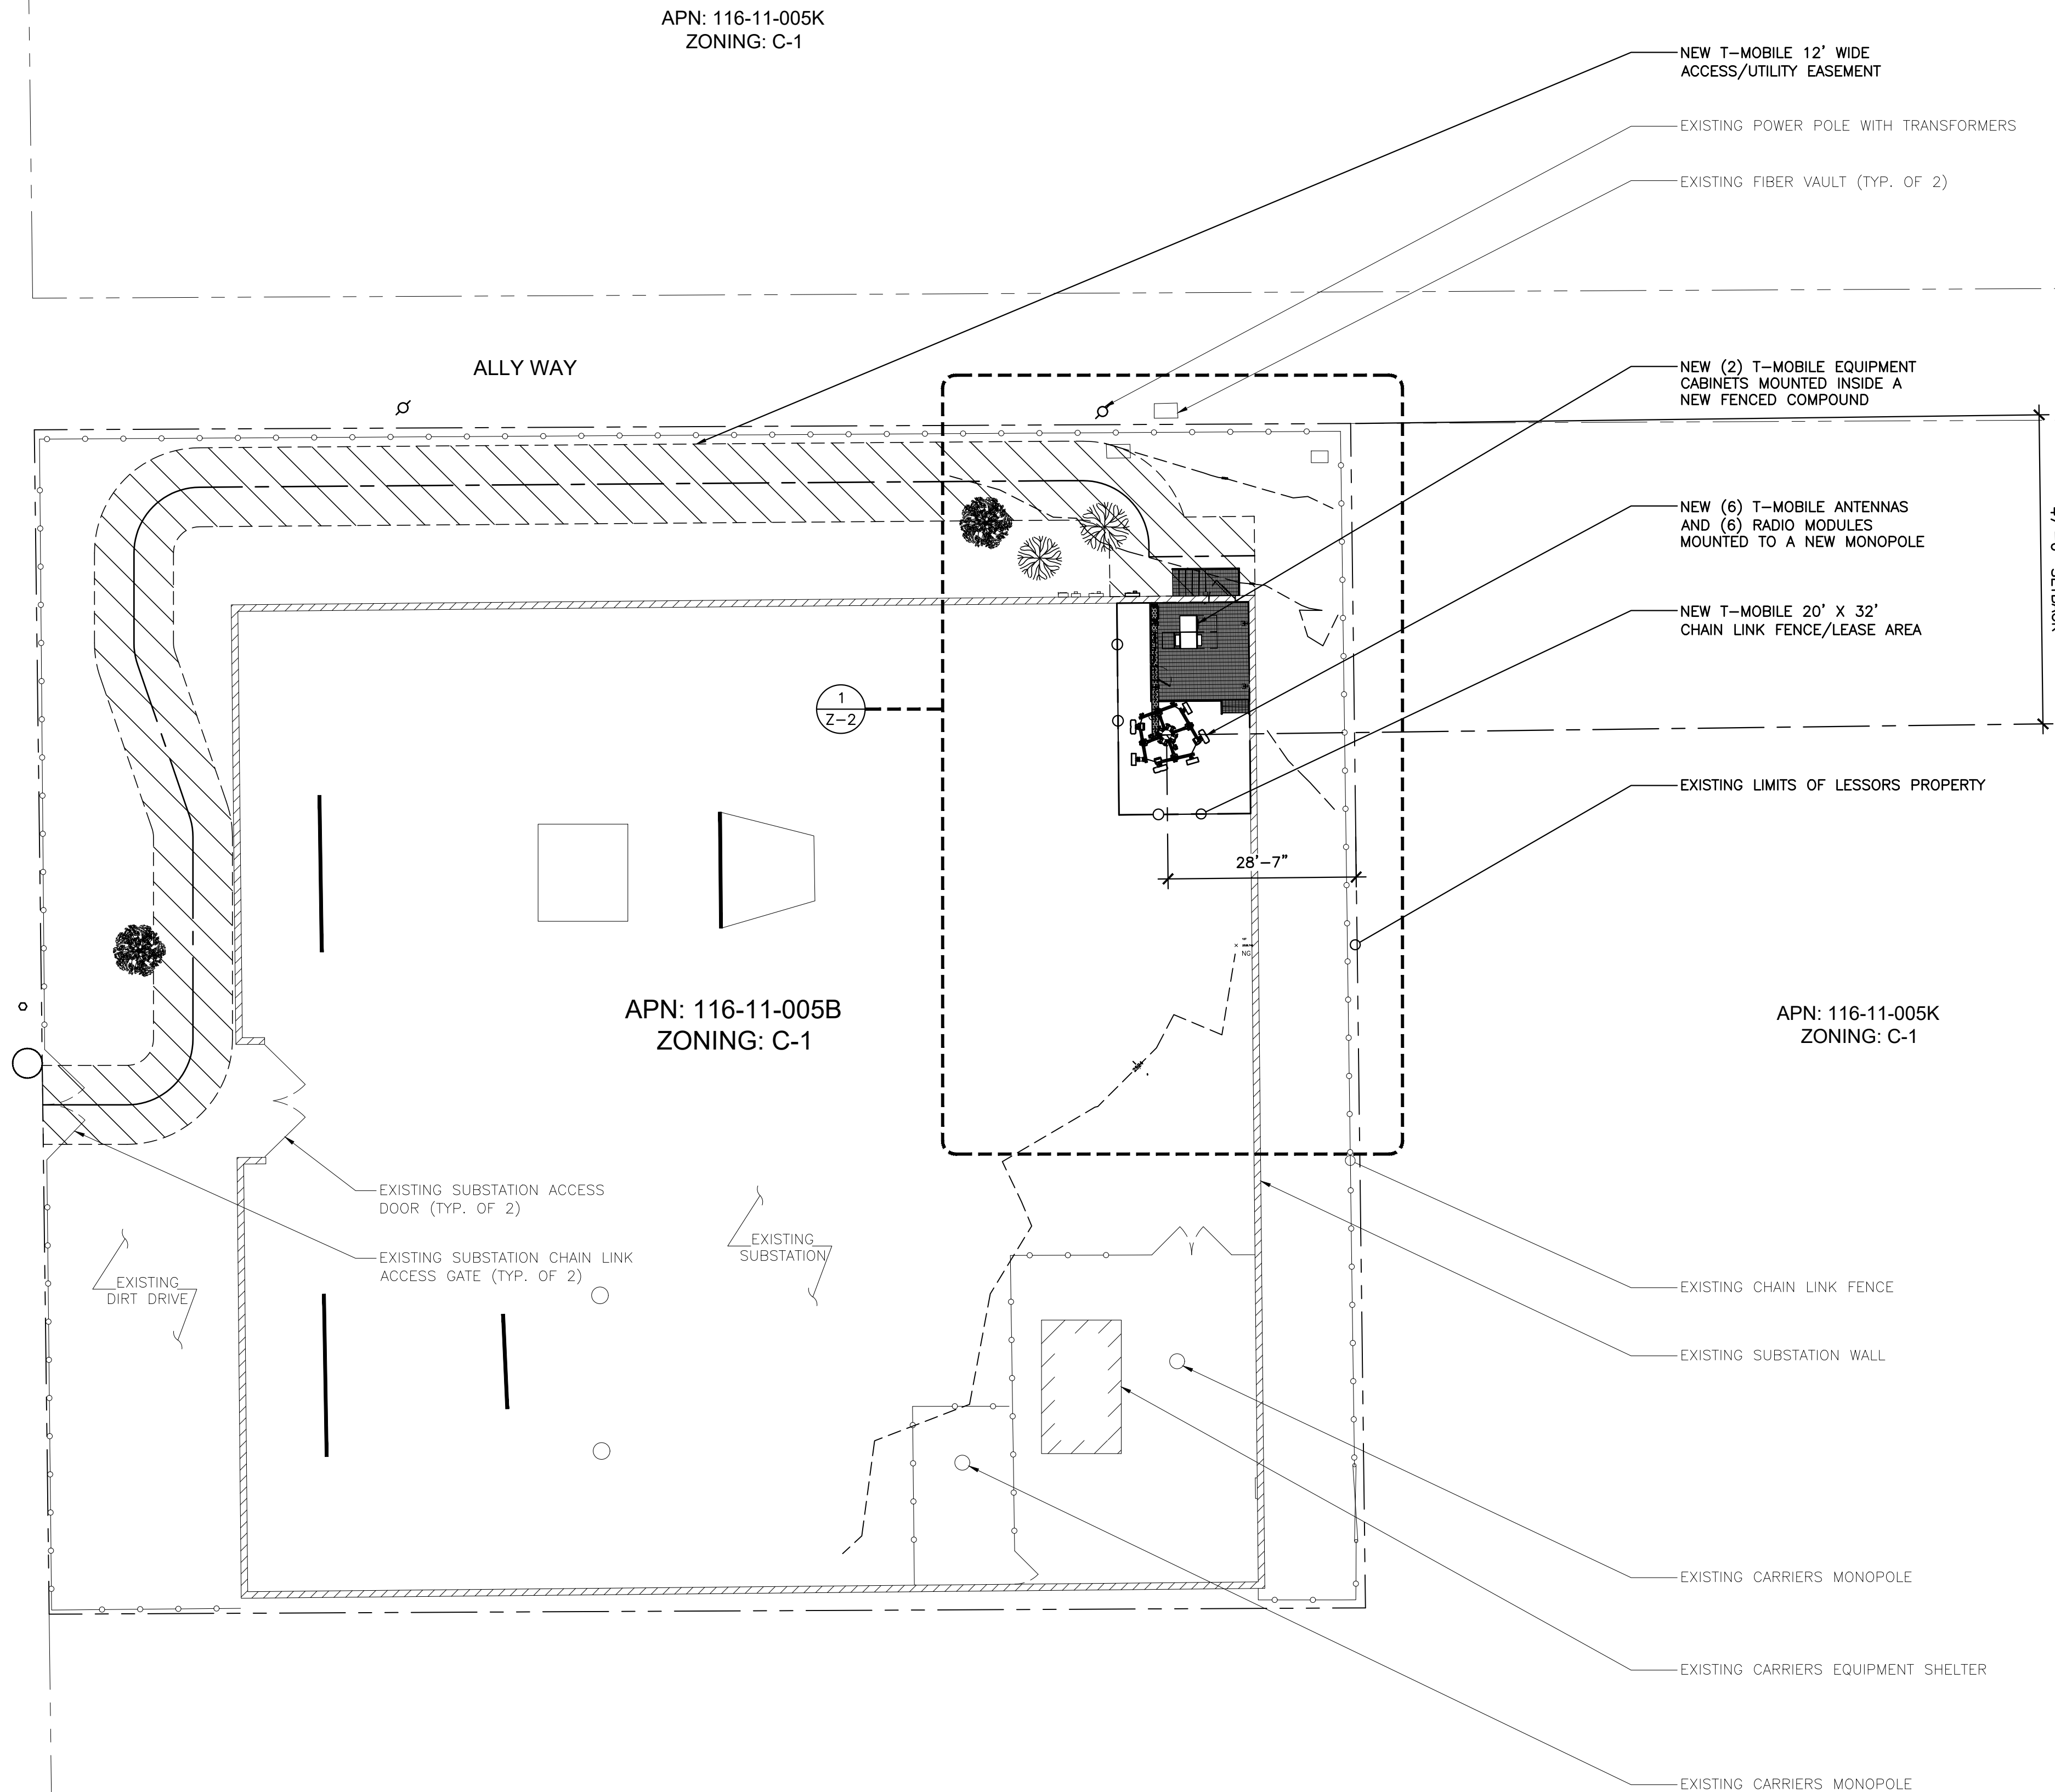 APN: 116-11-005K
ZONING: C-1
NEW T-MOBILE 12' WIDE
ACCESS/UTILITY EASEMENT
EXISTING POWER POLE WITH TRANSFORMERS
EXISTING FIBER VAULT (TYP. OF 2)
ALLY WAY
NEW (2) T-MOBILE EQUIPMENT
CABINETS MOUNTED INSIDE A
NEW FENCED COMPOUND
NEW (6) T-MOBILE ANTENNAS
AND (6) RADIO MODULES
MOUNTED TO A NEW MONOPOLE
NEW T-MOBILE 20' X 32'
CHAIN LINK FENCE/LEASE AREA
1
Z-2
EXISTING LIMITS OF LESSORS PROPERTY
28'-7"
NG
APN: 116-11-005B
ZONING: C-1
APN: 116-11-005K
ZONING: C-1
EXISTING SUBSTATION ACCESS
DOOR (TYP. OF 2)
EXISTING SUBSTATION CHAIN LINK
ACCESS GATE (TYP. OF 2)
EXISTING
SUBSTATION
EXISTING
DIRT DRIVE
EXISTING CHAIN LINK FENCE
EXISTING SUBSTATION WALL
EXISTING CARRIERS MONOPOLE
EXISTING CARRIERS EQUIPMENT SHELTER
EXISTING CARRIERS MONOPOLE